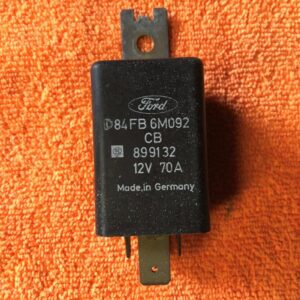 Ford
D84FB 6M092
CB
899132
12V 70A
Made,in Germany